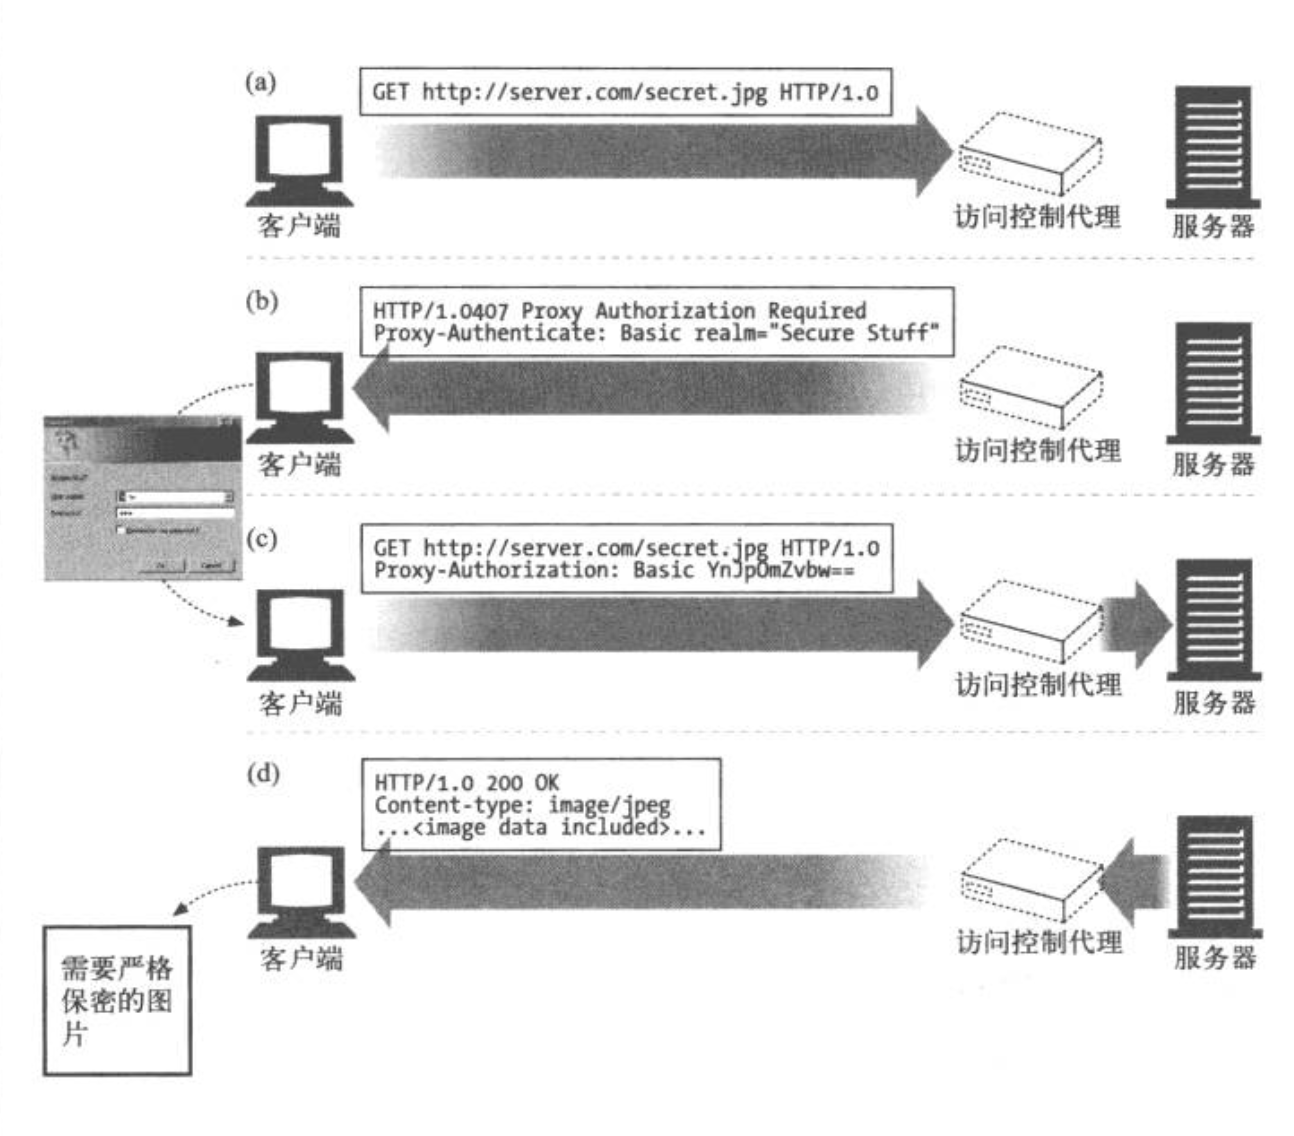 (a)
GET http://server.com/secret.jpg HTTP/1.0
客户端
访问控制代理
服务器
(b)
HTTP/1.0407 Proxy Authorization Required
Proxy-Authenticate: Basic realm="Secure Stuff"
客户端
访问控制代理
服务器
(c)
GET http://server.com/secret.jpg HTTP/1.0
Proxy-Authorization: Basic YnJpOmZvbw==
客户端
访问控制代理
服务器
(d)
HTTP/1.0 200 OK
Content-type: image/jpeg
...<image data included>...
客户端
访问控制代理
服务器
需要严格
保密的图
片